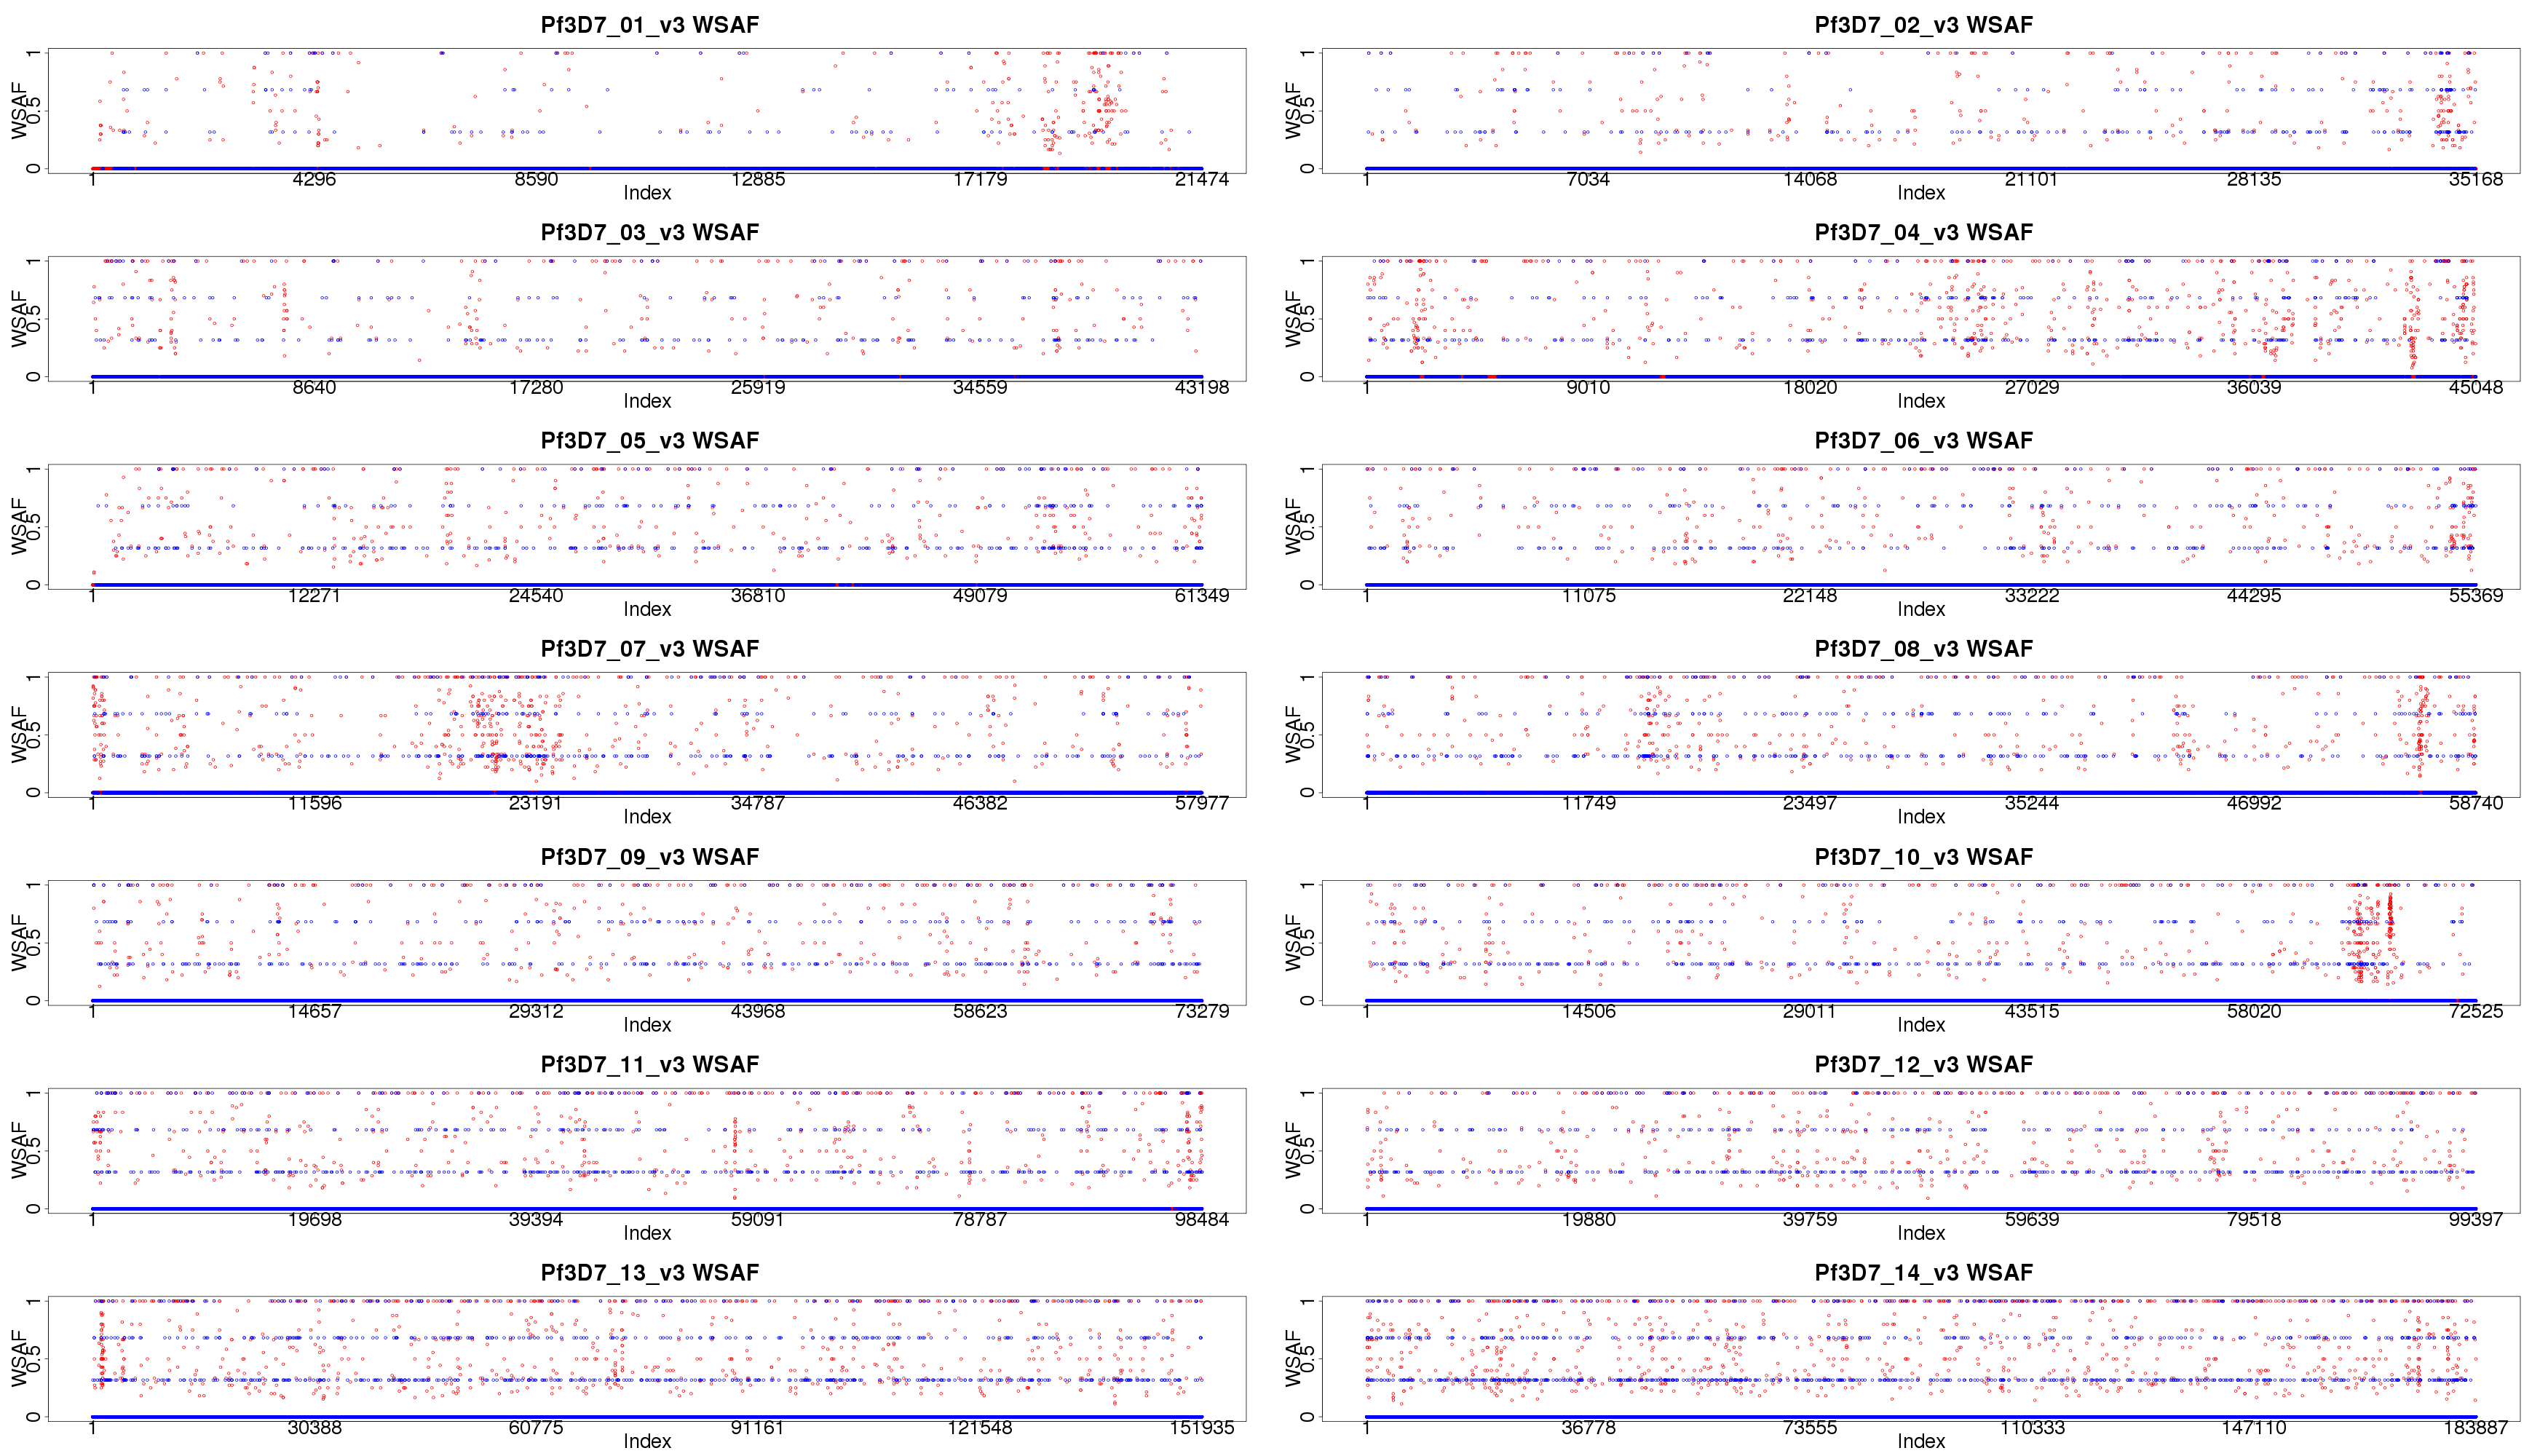 Pf3D7_01_v3 WSAF
WSAF
1
0.5
0
1 4296 8590 12885 17179 21474
Index
Pf3D7_02_v3 WSAF
WSAF
1
0.5
0
1 7034 14068 21101 28135 35168
Index
Pf3D7_03_v3 WSAF
WSAF
1
0.5
0
1 8640 17280 25919 34559 43198
Index
Pf3D7_04_v3 WSAF
WSAF
1
0.5
0
1 9010 18020 27029 36039 45048
Index
Pf3D7_05_v3 WSAF
WSAF
1
0.5
0
1 12271 24540 36810 49079 61349
Index
Pf3D7_06_v3 WSAF
WSAF
1
0.5
0
1 11075 22148 33222 44295 55369
Index
Pf3D7_07_v3 WSAF
WSAF
1
0.5
0
1 11596 23191 34787 46382 57977
Index
Pf3D7_08_v3 WSAF
WSAF
1
0.5
0
1 11749 23497 35244 46992 58740
Index
Pf3D7_09_v3 WSAF
WSAF
1
0.5
0
1 14657 29312 43968 58623 73279
Index
Pf3D7_10_v3 WSAF
WSAF
1
0.5
0
1 14506 29011 43515 58020 72525
Index
Pf3D7_11_v3 WSAF
WSAF
1
0.5
0
1 19698 39394 59091 78787 98484
Index
Pf3D7_12_v3 WSAF
WSAF
1
0.5
0
1 19880 39759 59639 79518 99397
Index
Pf3D7_13_v3 WSAF
WSAF
1
0.5
0
1 30388 60775 91161 121548 151935
Index
Pf3D7_14_v3 WSAF
WSAF
1
0.5
0
1 36778 73555 110333 147110 183887
Index